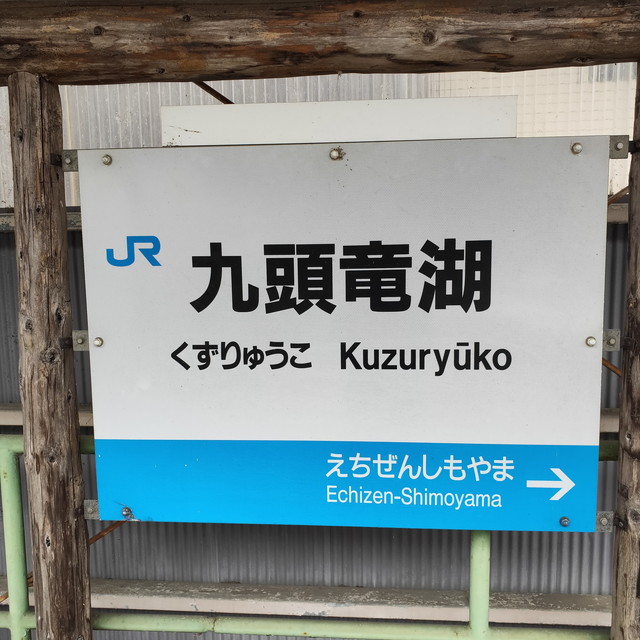 JR
九頭竜湖
くずりゅうこ Kuzuryūko
えちぜんしもやま
Echizen-Shimoyama →